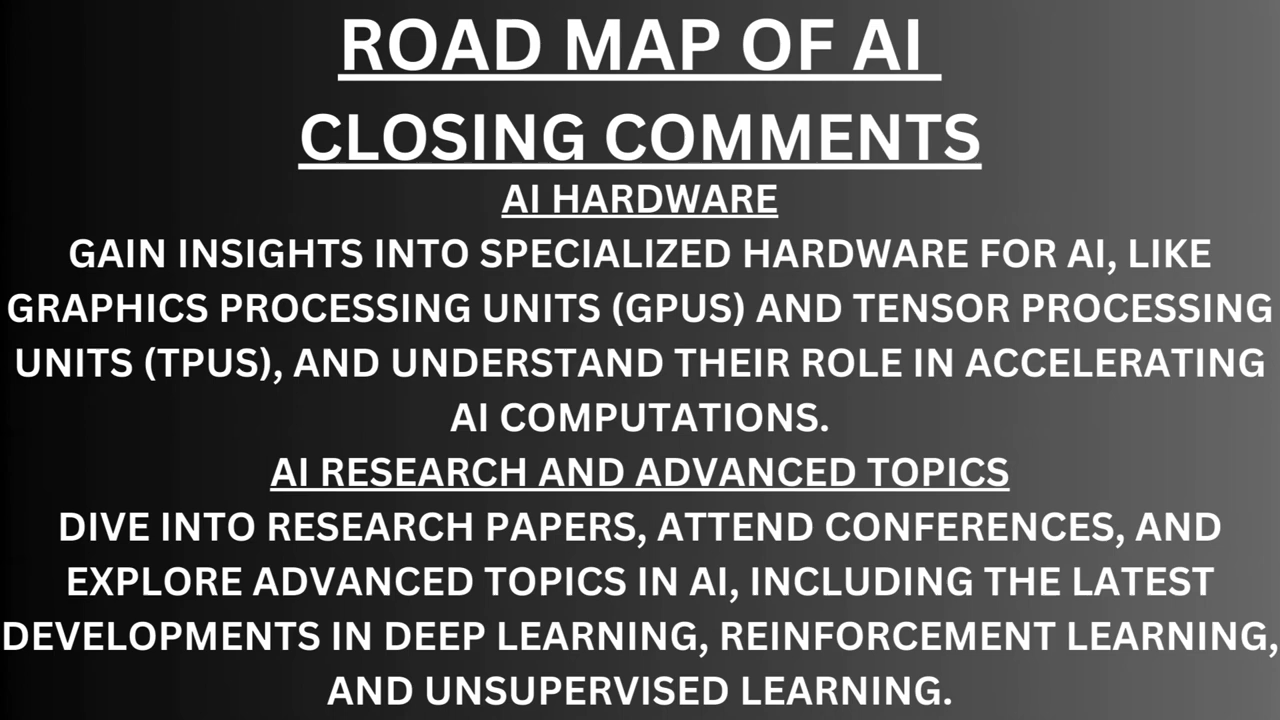 ROAD MAP OF AI
CLOSING COMMENTS
AI HARDWARE
GAIN INSIGHTS INTO SPECIALIZED HARDWARE FOR AI, LIKE
GRAPHICS PROCESSING UNITS (GPUS) AND TENSOR PROCESSING
UNITS (TPUS), AND UNDERSTAND THEIR ROLE IN ACCELERATING
AI COMPUTATIONS.
AI RESEARCH AND ADVANCED TOPICS
DIVE INTO RESEARCH PAPERS, ATTEND CONFERENCES, AND
EXPLORE ADVANCED TOPICS IN AI, INCLUDING THE LATEST
DEVELOPMENTS IN DEEP LEARNING, REINFORCEMENT LEARNING,
AND UNSUPERVISED LEARNING.